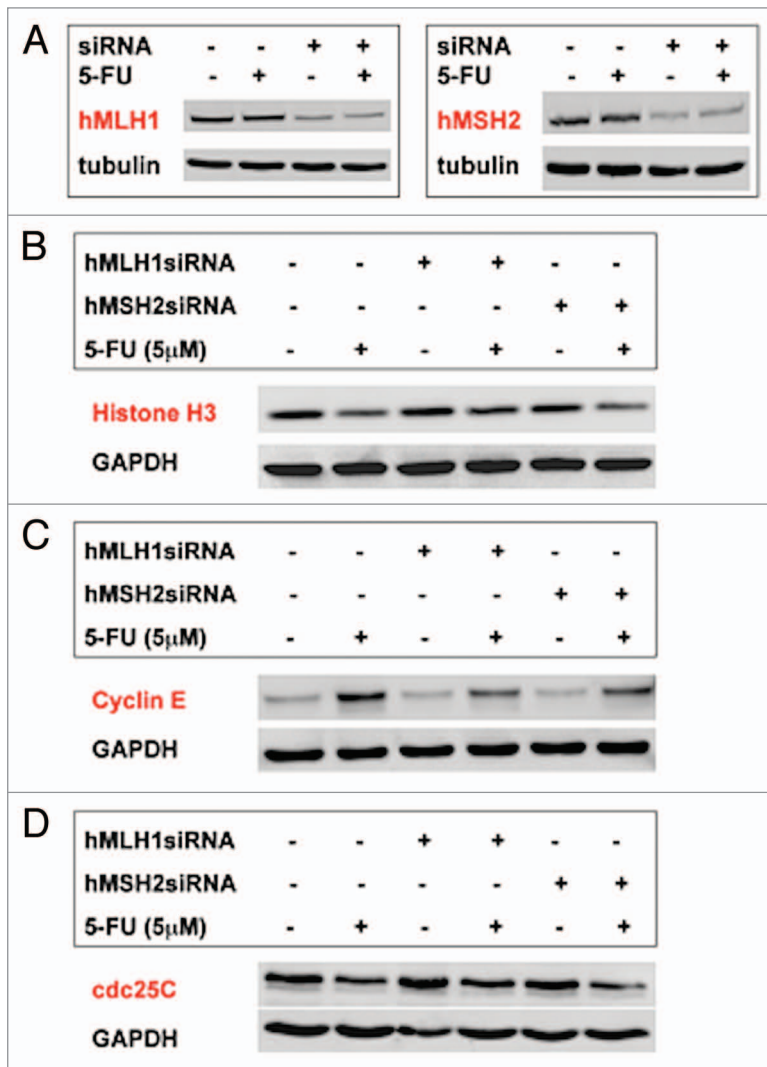 A
siRNA - - + + siRNA - - + +
5-FU - + - + 5-FU - + - +
hMLH1 hMSH2
tubulin tubulin
B
hMLH1siRNA - - + + - -
hMSH2siRNA - - - - + +
5-FU (5μM) - + - + - +
Histone H3
GAPDH
C
hMLH1siRNA - - + + - -
hMSH2siRNA - - - - + +
5-FU (5μM) - + - + - +
Cyclin E
GAPDH
D
hMLH1siRNA - - + + - -
hMSH2siRNA - - - - + +
5-FU (5μM) - + - + - +
cdc25C
GAPDH